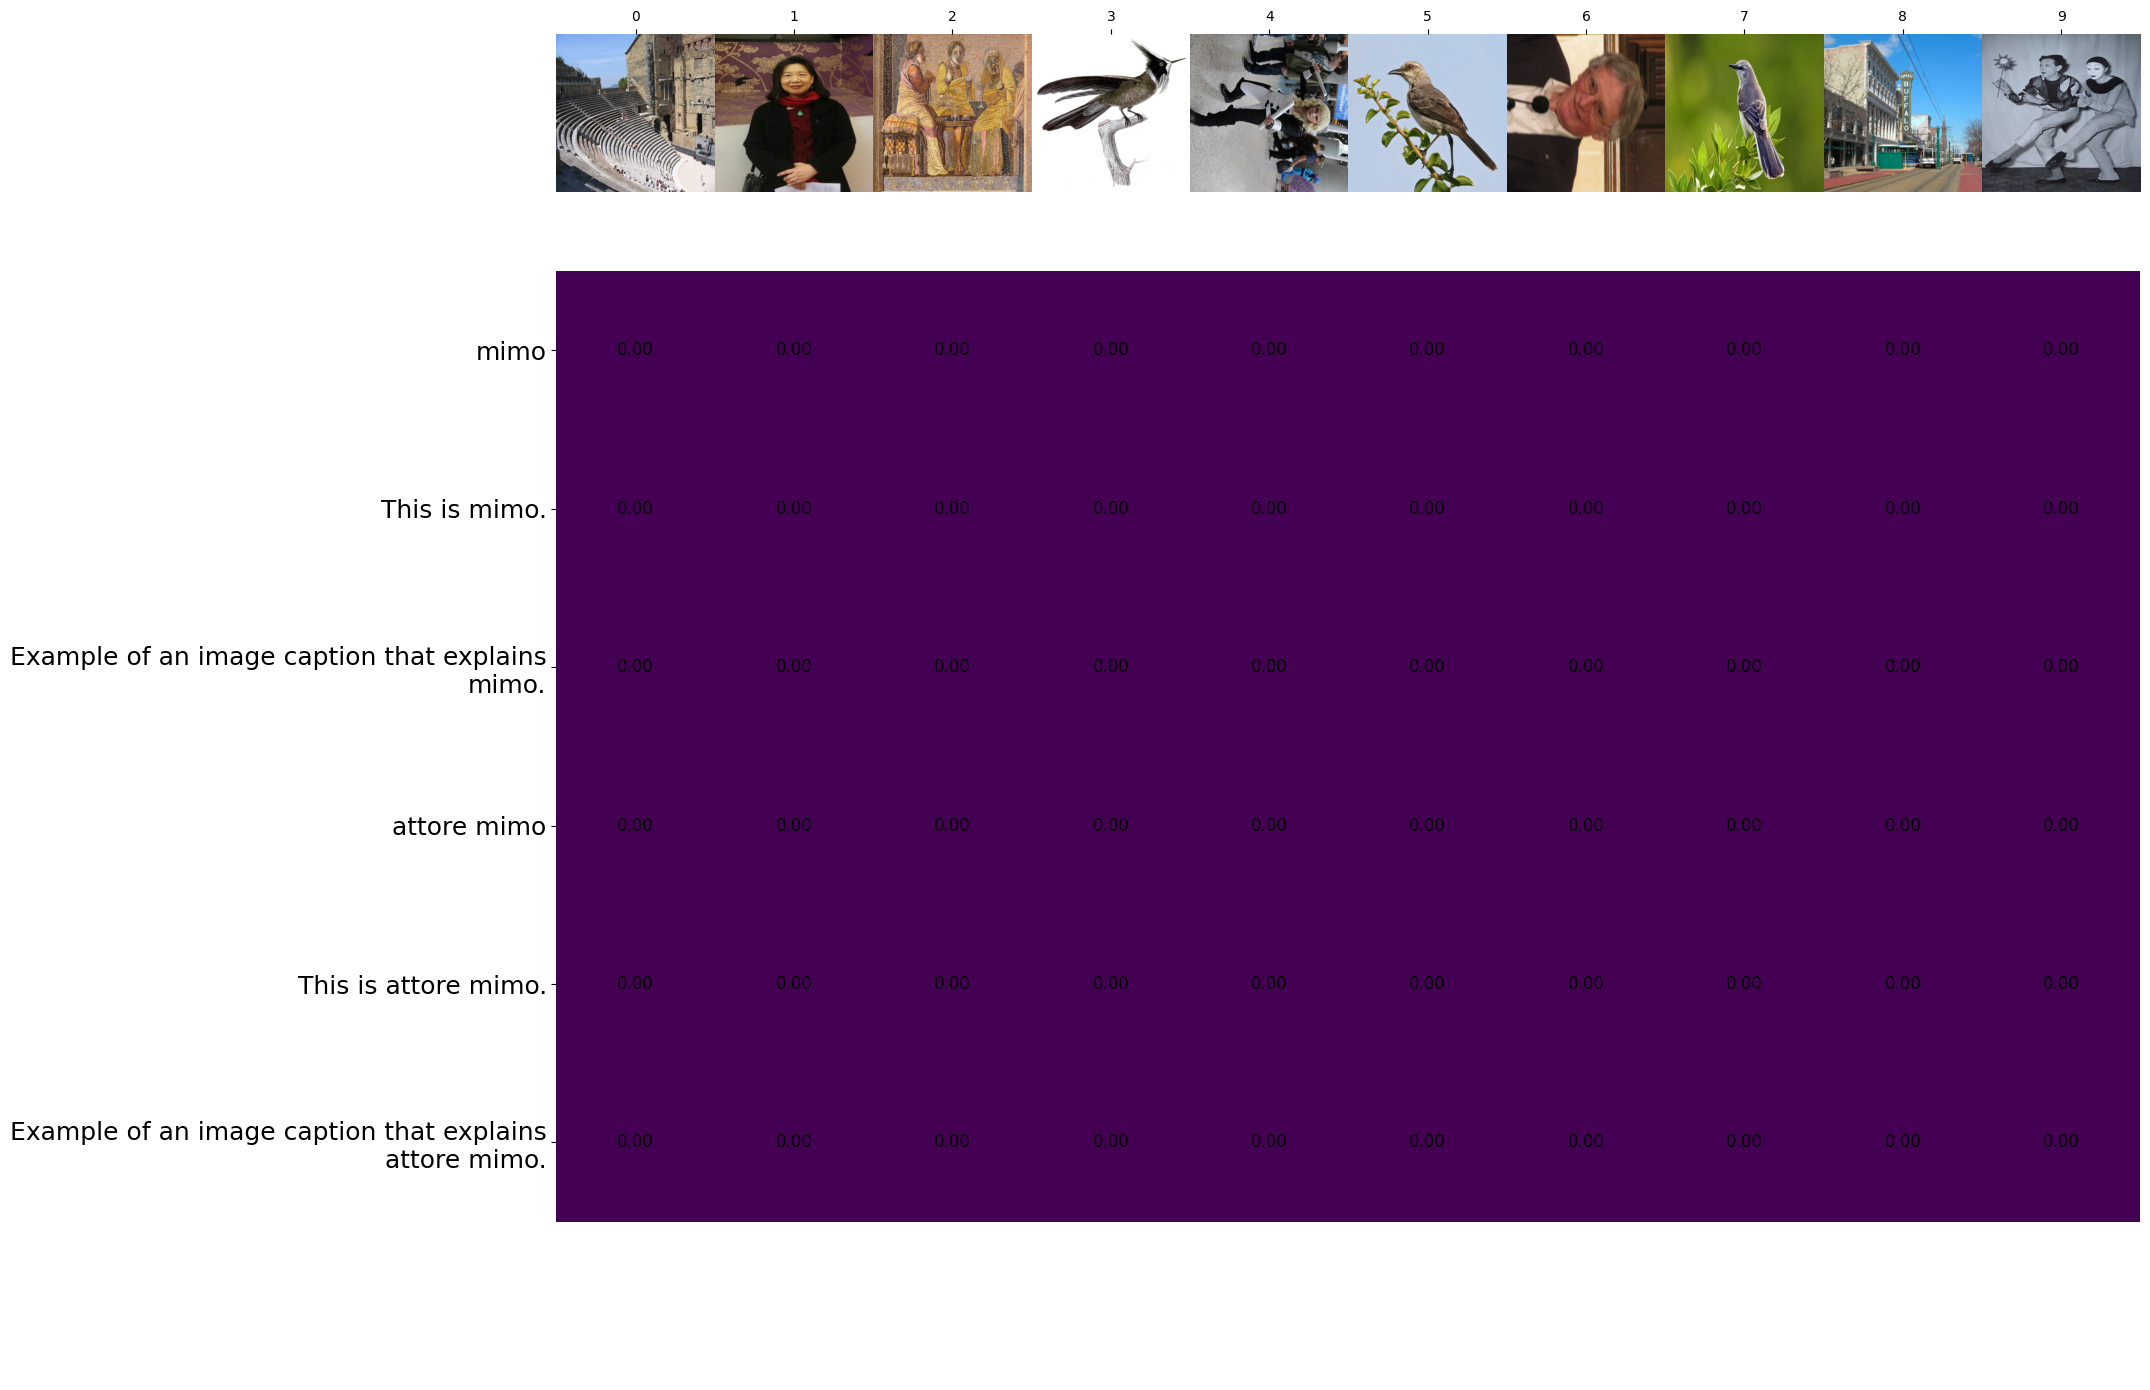 0 1 2 3 4 5 6 7 8 9
BUFFALO
mimo 0.00 0.00 0.00 0.00 0.00 0.00 0.00 0.00 0.00 0.00
This is mimo. 0.00 0.00 0.00 0.00 0.00 0.00 0.00 0.00 0.00 0.00
Example of an image caption that explains
mimo. 0.00 0.00 0.00 0.00 0.00 0.00 0.00 0.00 0.00 0.00
attore mimo 0.00 0.00 0.00 0.00 0.00 0.00 0.00 0.00 0.00 0.00
This is attore mimo. 0.00 0.00 0.00 0.00 0.00 0.00 0.00 0.00 0.00 0.00
Example of an image caption that explains
attore mimo. 0.00 0.00 0.00 0.00 0.00 0.00 0.00 0.00 0.00 0.00